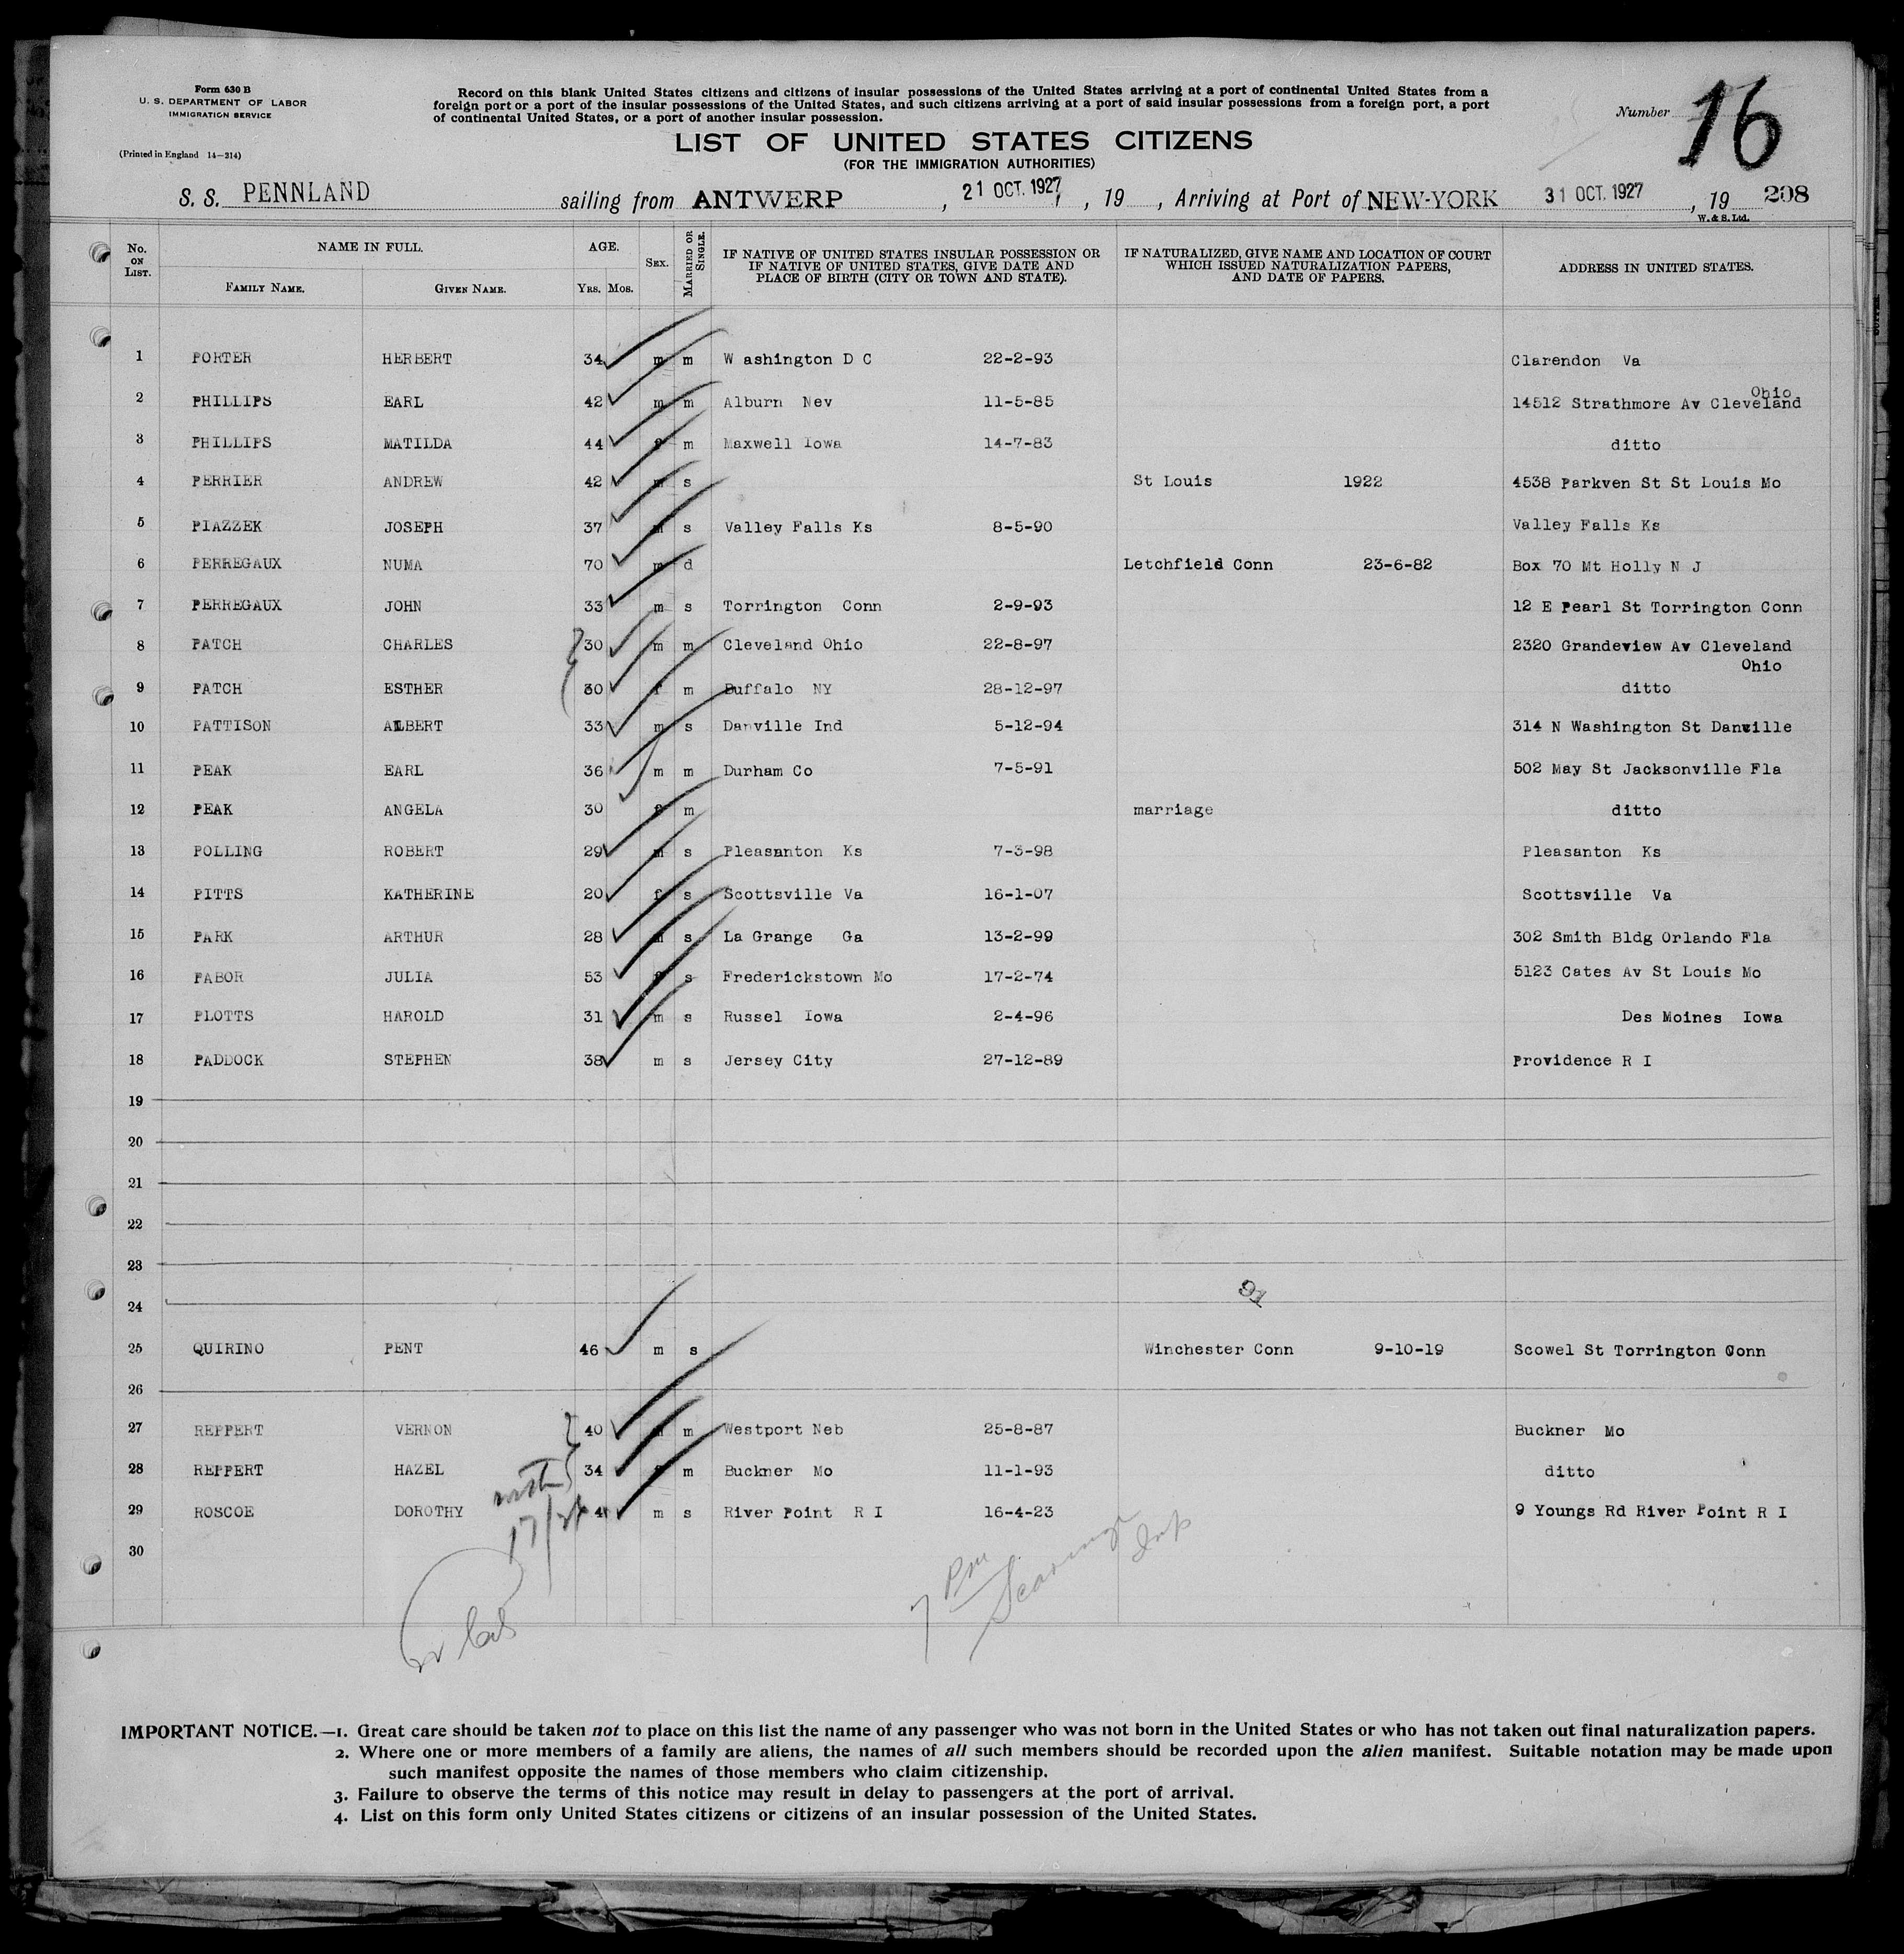 Form 630 B
U. S. DEPARTMENT OF LABOR
IMMIGRATION SERVICE
(Printed in England 14—314)
Record on this blank United States citizens and citizens of insular possessions of the United States arriving at a port of continental United States from a
foreign port or a port of the insular possessions of the United States, and such citizens arriving at a port of said insular possessions from a foreign port, a port
of continental United States, or a port of another insular possession.
Number 16
LIST OF UNITED STATES CITIZENS
(FOR THE IMMIGRATION AUTHORITIES)
S. S. PENNLAND sailing from ANTWERP, 21 OCT. 1927, 19 , Arriving at Port of NEW-YORK 31 OCT. 1927, 19 208
W. & S. Ltd.
No. ON LIST. NAME IN FULL. AGE. SEX. MARRIED OR SINGLE. IF NATIVE OF UNITED STATES INSULAR POSSESSION OR IF NATIVE OF UNITED STATES, GIVE DATE AND PLACE OF BIRTH (CITY OR TOWN AND STATE). IF NATURALIZED, GIVE NAME AND LOCATION OF COURT WHICH ISSUED NATURALIZATION PAPERS, AND DATE OF PAPERS. ADDRESS IN UNITED STATES.
FAMILY NAME. GIVEN NAME. YRS. MOS.
1 PORTER HERBERT 34 m m W ashington D C 22-2-93 Clarendon Va
2 PHILLIPS EARL 42 m m Alburn Nev 11-5-85 14512 Strathmore Av Cleveland Ohio
3 PHILLIPS MATILDA 44 f m Maxwell Iowa 14-7-83 ditto
4 PERRIER ANDREW 42 m s St Louis 1922 4538 Parkven St St Louis Mo
5 PIAZZEK JOSEPH 37 m s Valley Falls Ks 8-5-90 Valley Falls Ks
6 PERREGAUX NUMA 70 m d Letchfield Conn 23-6-82 Box 70 Mt Holly N J
7 PERREGAUX JOHN 33 m s Torrington Conn 2-9-93 12 E Pearl St Torrington Conn
8 PATCH CHARLES 30 m m Cleveland Ohio 22-8-97 2320 Grandeview Av Cleveland
Ohio
9 PATCH ESTHER 30 f m Buffalo NY 28-12-97 ditto
10 PATTISON ALBERT 33 m s Danville Ind 5-12-94 314 N Washington St Danville
11 PEAK EARL 36 m m Durham Co 7-5-91 502 May St Jacksonville Fla
12 PEAK ANGELA 30 f m marriage ditto
13 POLLING ROBERT 29 m s Pleasanton Ks 7-3-98 Pleasanton Ks
14 PITTS KATHERINE 20 f s Scottsville Va 16-1-07 Scottsville Va
15 PARK ARTHUR 28 m s La Grange Ga 13-2-99 302 Smith Bldg Orlando Fla
16 PABOR JULIA 53 f s Frederickstown Mo 17-2-74 5123 Cates Av St Louis Mo
17 PLOTTS HAROLD 31 m s Russel Iowa 2-4-96 Des Moines Iowa
18 PADDOCK STEPHEN 38 m s Jersey City 27-12-89 Providence R I
19
20
21
22
23
91
24
25 QUIRINO PENT 46 m s Winchester Conn 9-10-19 Scowel St Torrington Conn
26
27 REPPERT VERNON 40 m m Westport Neb 25-8-87 Buckner Mo
28 REPPERT HAZEL 34 f m Buckner Mo 11-1-93 ditto
29 ROSCOE DOROTHY 4 m s River Point R I 16-4-23 9 Youngs Rd River Point R I
with
30
7 Pm
IMPORTANT NOTICE.—1. Great care should be taken not to place on this list the name of any passenger who was not born in the United States or who has not taken out final naturalization papers.
2. Where one or more members of a family are aliens, the names of all such members should be recorded upon the alien manifest. Suitable notation may be made upon
such manifest opposite the names of those members who claim citizenship.
3. Failure to observe the terms of this notice may result in delay to passengers at the port of arrival.
4. List on this form only United States citizens or citizens of an insular possession of the United States.